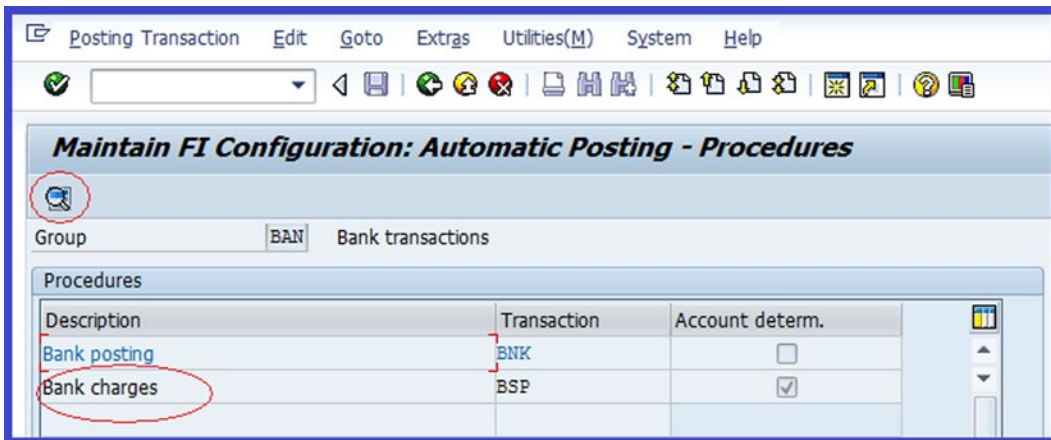 Posting Transaction Edit Goto Extras Utilities(M) System Help
Maintain FI Configuration: Automatic Posting - Procedures
Group BAN Bank transactions
Procedures
Description Transaction Account determ.
Bank posting BNK
Bank charges BSP